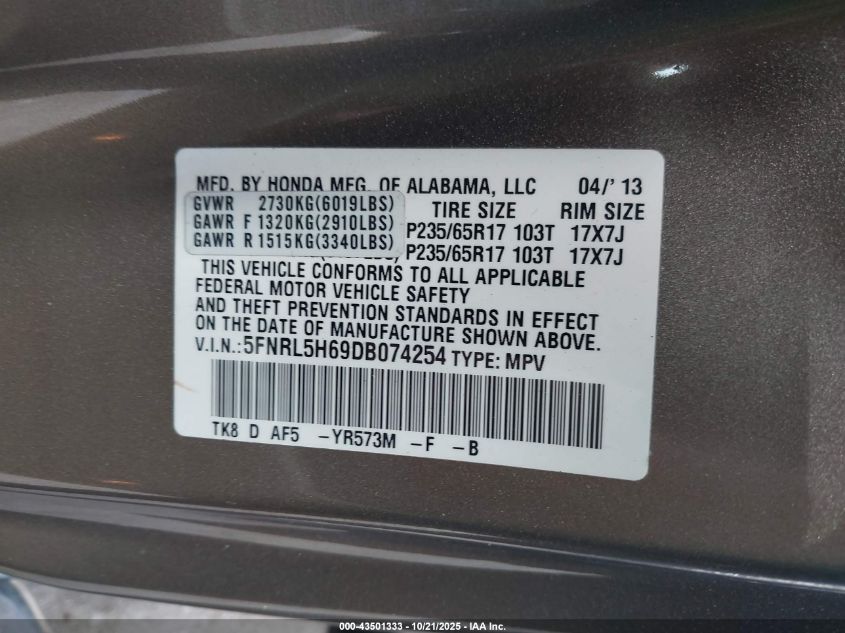 MFD. BY HONDA MFG. OF ALABAMA, LLC 04/'13
GVWR 2730KG(6019LBS) TIRE SIZE RIM SIZE
GAWR F 1320KG(2910LBS) P235/65R17 103T 17X7J
GAWR R 1515KG(3340LBS) P235/65R17 103T 17X7J
THIS VEHICLE CONFORMS TO ALL APPLICABLE
FEDERAL MOTOR VEHICLE SAFETY
AND THEFT PREVENTION STANDARDS IN EFFECT
ON THE DATE OF MANUFACTURE SHOWN ABOVE.
V.I.N.:5FNRL5H69DB074254 TYPE: MPV
TK8 D AF5 -YR573M -F -B
000-43501333 - 10/21/2025 - IAA Inc.